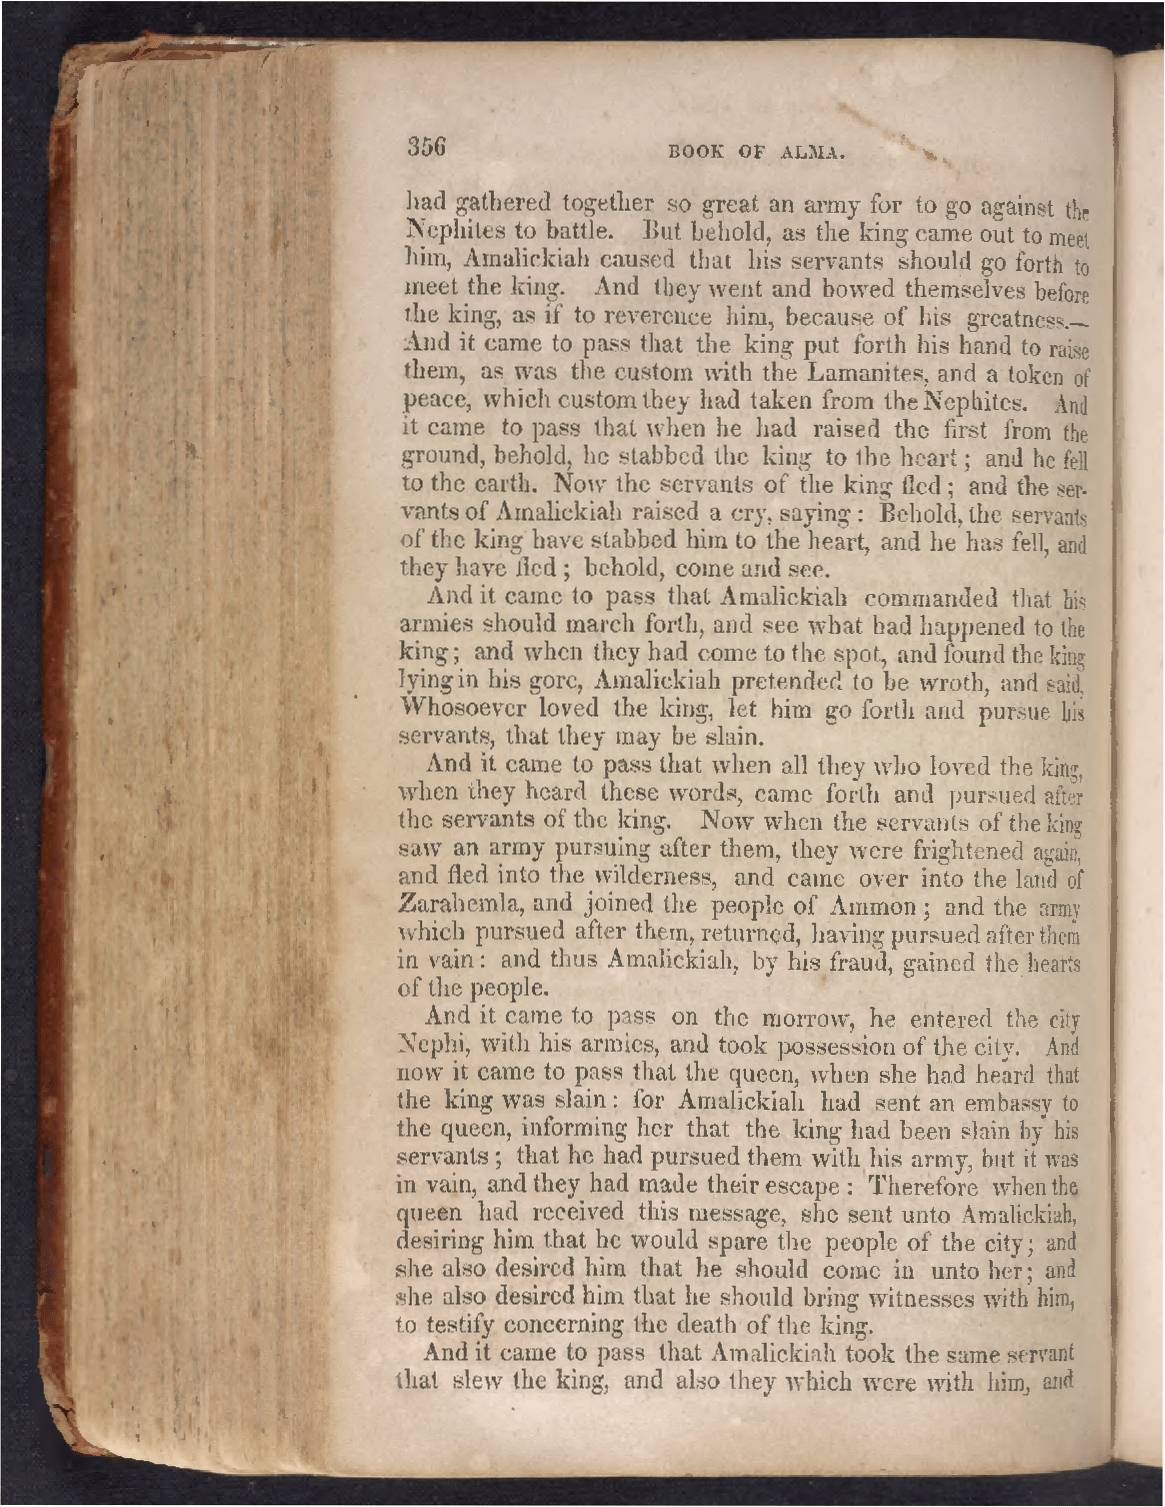 356 BOOK OF ALMA.
had gathered together so great an army for to go against the
Nephites to battle. But behold, as the king came out to meet
him, Amalickiah caused that his servants should go forth to
meet the king. And they went and bowed themselves before
the king, as if to reverence him, because of his greatness.—
And it came to pass that the king put forth his hand to raise
them, as was the custom with the Lamanites, and a token of
peace, which custom they had taken from the Nephites. And
it came to pass that when he had raised the first from the
ground, behold, he stabbed the king to the heart; and he fell
to the earth. Now the servants of the king fled; and the ser-
vants of Amalickiah raised a cry, saying: Behold, the servants
of the king have stabbed him to the heart, and he has fell, and
they have fled; behold, come and see.
And it came to pass that Amalickiah commanded that his
armies should march forth, and see what had happened to the
king; and when they had come to the spot, and found the king
lying in his gore, Amalickiah pretended to be wroth, and said,
Whosoever loved the king, let him go forth and pursue his
servants, that they may be slain.
And it came to pass that when all they who loved the king,
when they heard these words, came forth and pursued after
the servants of the king. Now when the servants of the king
saw an army pursuing after them, they were frightened again,
and fled into the wilderness, and came over into the land of
Zarahemla, and joined the people of Ammon; and the army
which pursued after them, returned, having pursued after them
in vain: and thus Amalickiah, by his fraud, gained the hearts
of the people.
And it came to pass on the morrow, he entered the city
Nephi, with his armies, and took possession of the city. And
now it came to pass that the queen, when she had heard that
the king was slain: for Amalickiah had sent an embassy to
the queen, informing her that the king had been slain by his
servants; that he had pursued them with his army, but it was
in vain, and they had made their escape: Therefore when the
queen had received this message, she sent unto Amalickiah,
desiring him that he would spare the people of the city; and
she also desired him that he should come in unto her; and
she also desired him that he should bring witnesses with him,
to testify concerning the death of the king.
And it came to pass that Amalickiah took the same servant
that slew the king, and also they which were with him, and